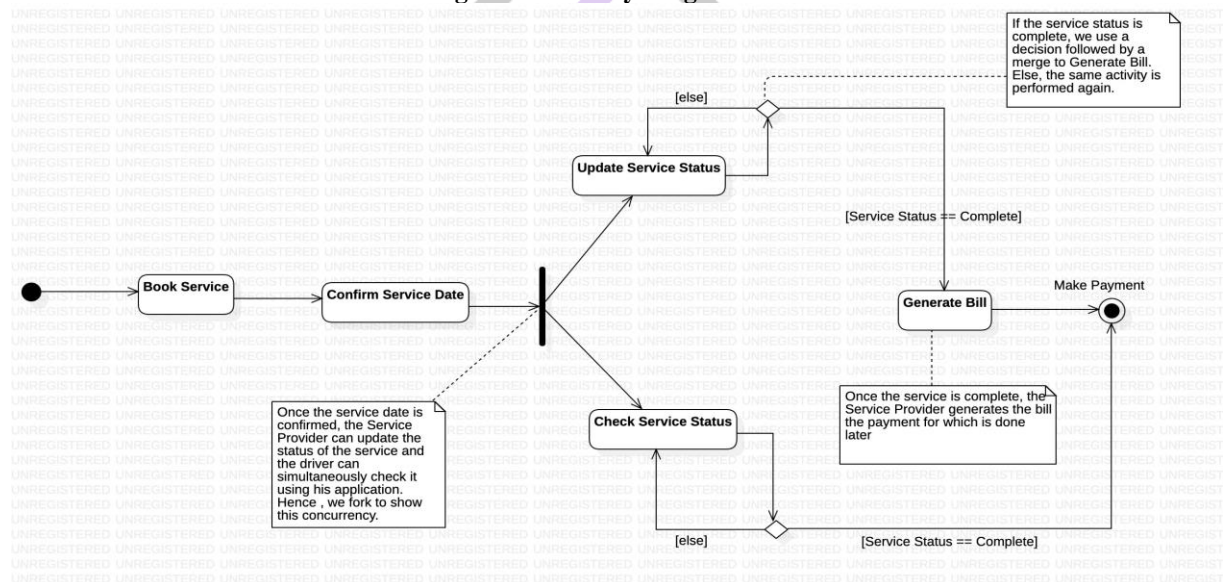 If the service status is
complete, we use a
decision followed by a
merge to Generate Bill.
Else, the same activity is
performed again.
[else]
Update Service Status
[Service Status == Complete]
Book Service
Confirm Service Date
Make Payment
Generate Bill
Once the service date is
confirmed, the Service
Provider can update the
status of the service and
the driver can
simultaneously check it
using his application.
Hence , we fork to show
this concurrency.
Check Service Status
Once the service is complete, the
Service Provider generates the bill
the payment for which is done
later
[else]
[Service Status == Complete]
UNREGISTERED